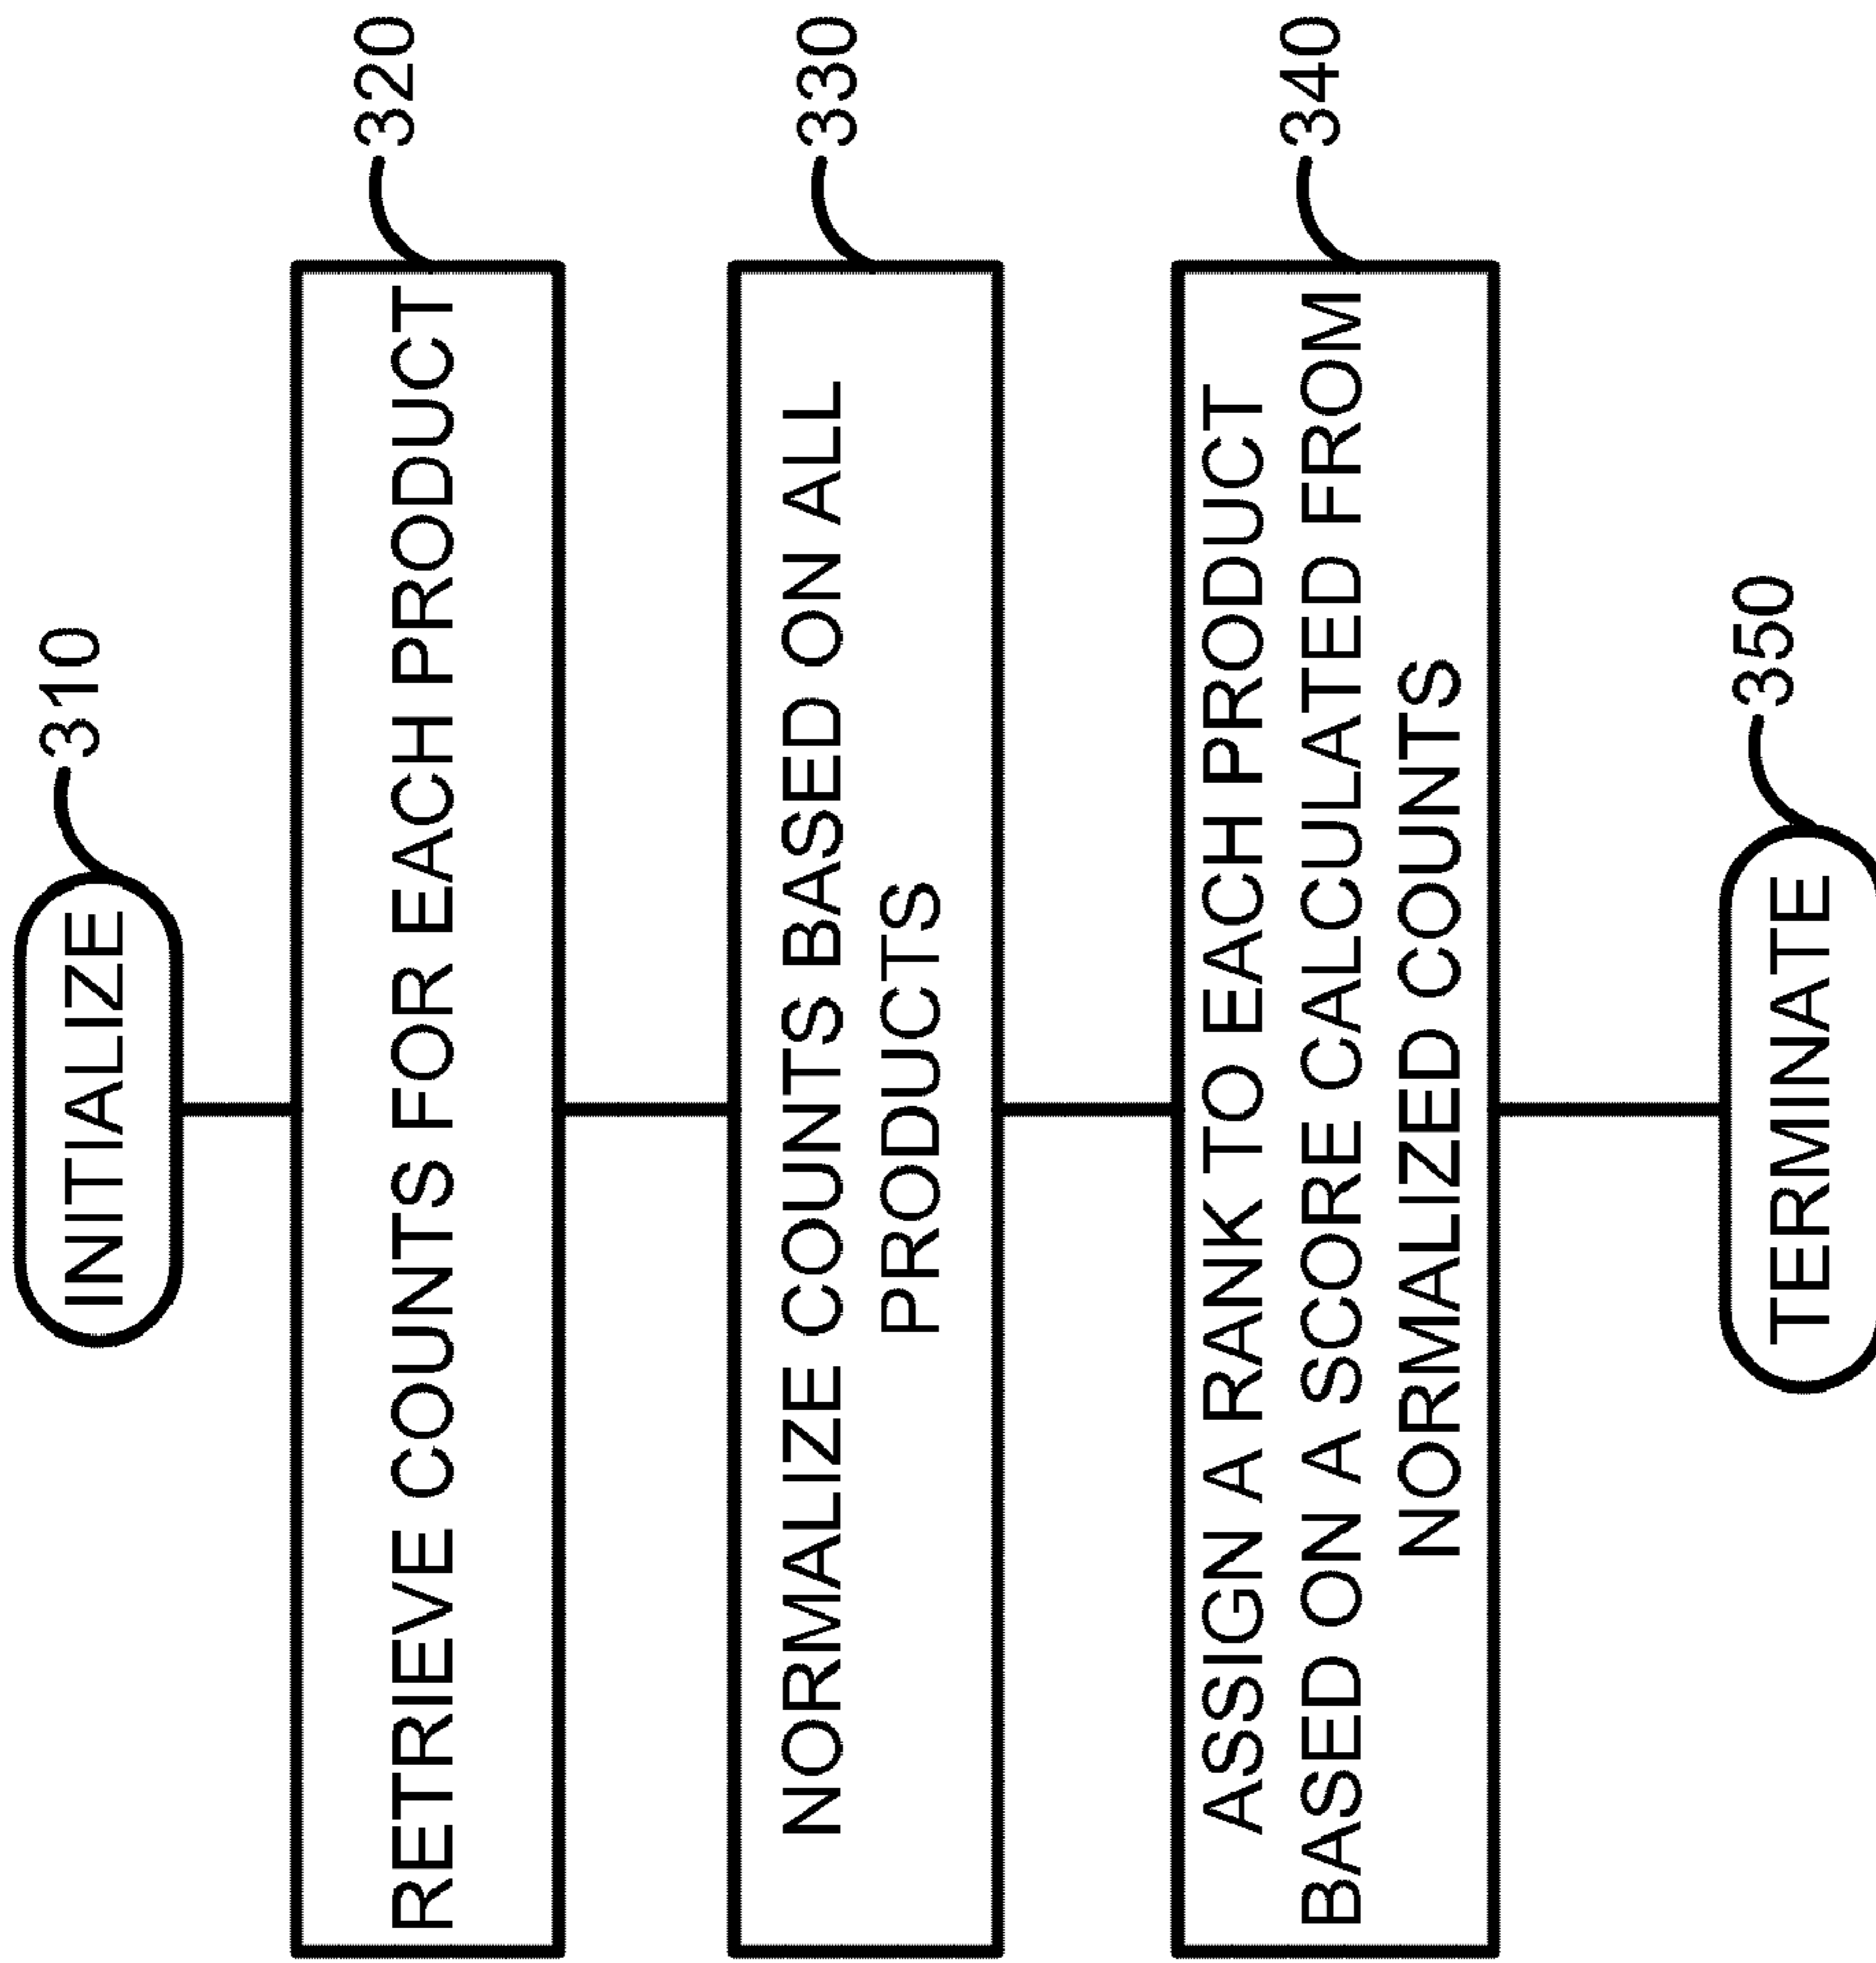 INITIALIZE
310
RETRIEVE COUNTS FOR EACH PRODUCT
320
NORMALIZE COUNTS BASED ON ALL
PRODUCTS
330
ASSIGN A RANK TO EACH PRODUCT
BASED ON A SCORE CALCULATED FROM
NORMALIZED COUNTS
340
TERMINATE
350